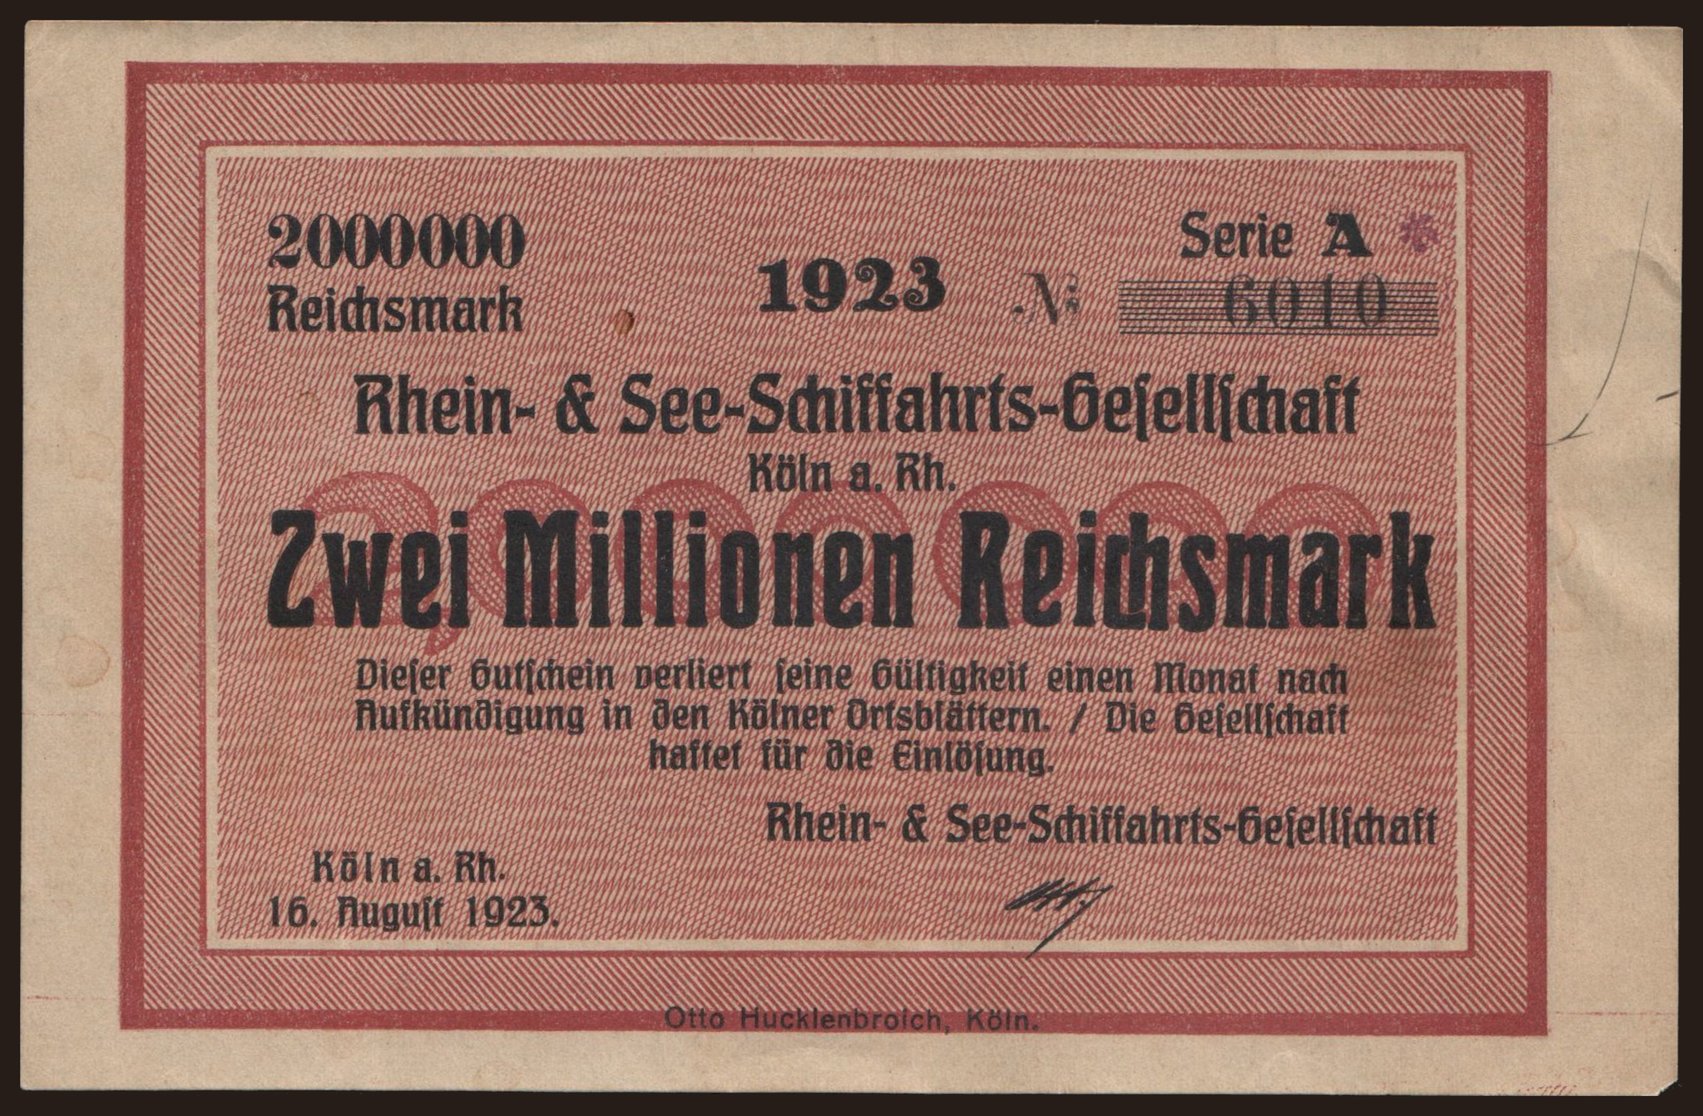 2000000
Reichsmark
1923
Serie A *
№ 6010
Rhein- & See-Schiffahrts-Geſellſchaft
Köln a. Rh.
2,000000
Zwei Millionen Reichsmark
Dieſer Gutſchein verliert ſeine Gültigkeit einen Monat nach
Aufkündigung in den Kölner Ortsblättern. / Die Geſellſchaft
haftet für die Einlöſung.
Rhein- & See-Schiffahrts-Geſellſchaft
Köln a. Rh.
16. Auguſt 1923.
Otto Hucklenbroich, Köln.